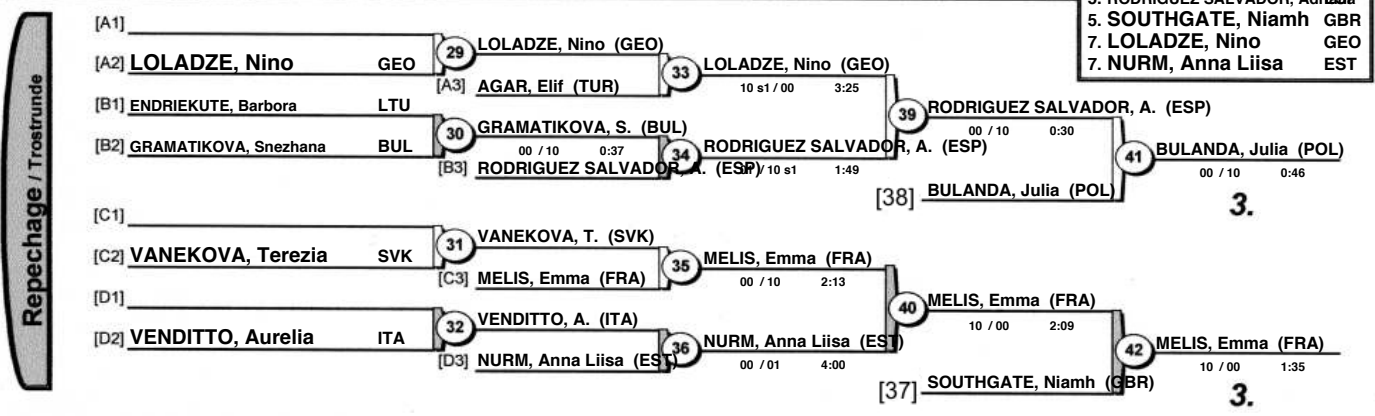 5. RODRIGUEZ SALVADOR,
5. SOUTHGATE, Niamh GBR
7. LOLADZE, Nino GEO
7. NURM, Anna Liisa EST
Repechage / Trostrunde
[A1]
[A2] LOLADZE, Nino GEO
29
LOLADZE, Nino (GEO)
[A3] AGAR, Elif (TUR)
33
LOLADZE, Nino (GEO)
10 s1 / 00 3:25
[B1] ENDRIEKUTE, Barbora LTU
[B2] GRAMATIKOVA, Snezhana BUL
30
GRAMATIKOVA, S. (BUL)
00 / 10 0:37
[B3] RODRIGUEZ SALVADOR, A. (ESP)
34
RODRIGUEZ SALVADOR, A. (ESP)
/ 10 s1 1:49
39
RODRIGUEZ SALVADOR, A. (ESP)
00 / 10 0:30
[38] BULANDA, Julia (POL)
41
BULANDA, Julia (POL)
00 / 10 0:46
3.
[C1]
[C2] VANEKOVA, Terezia SVK
31
VANEKOVA, T. (SVK)
[C3] MELIS, Emma (FRA)
35
MELIS, Emma (FRA)
00 / 10 2:13
[D1]
[D2] VENDITTO, Aurelia ITA
32
VENDITTO, A. (ITA)
[D3] NURM, Anna Liisa (EST)
36
NURM, Anna Liisa (EST)
00 / 01 4:00
40
MELIS, Emma (FRA)
10 / 00 2:09
[37] SOUTHGATE, Niamh (GBR)
42
MELIS, Emma (FRA)
10 / 00 1:35
3.